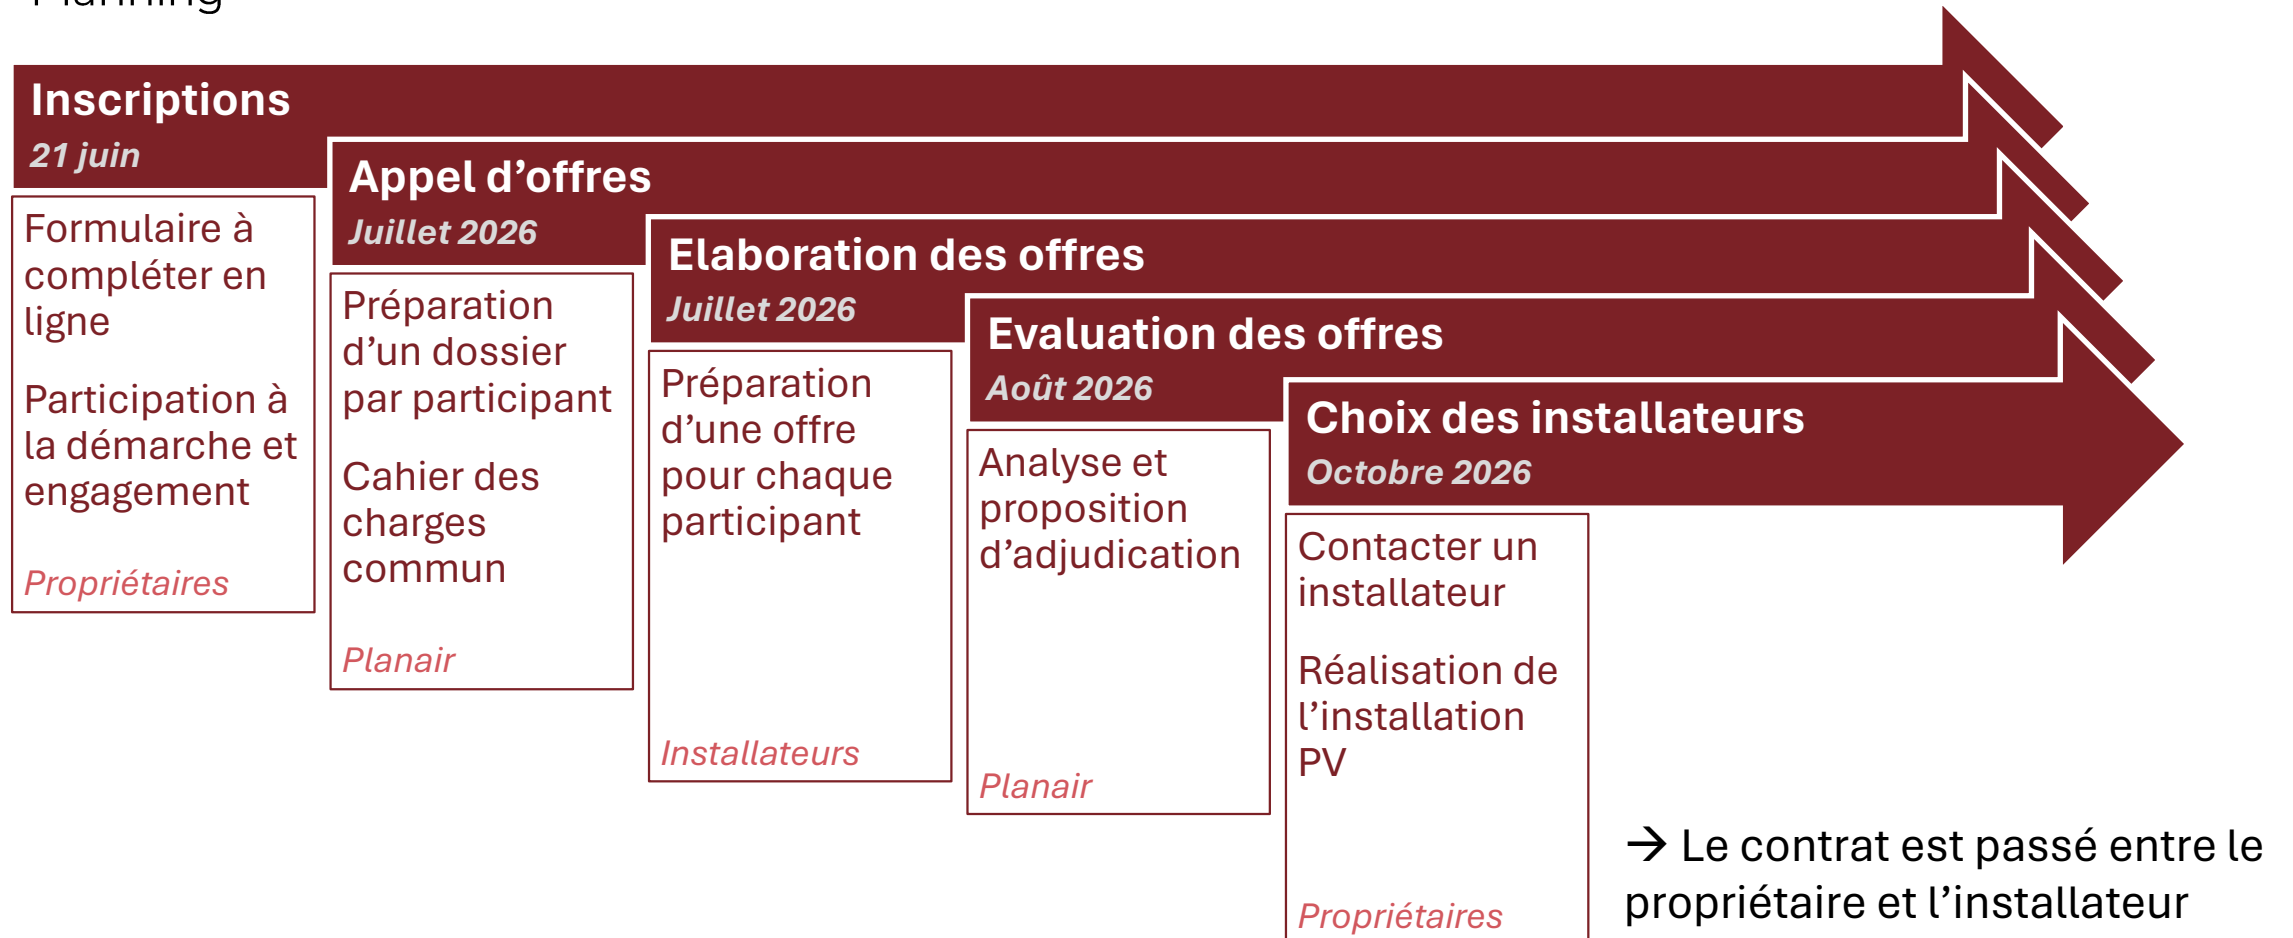 Planning
Inscriptions
21 juin
Formulaire à
compléter en
ligne
Participation à
la démarche et
engagement
Propriétaires
Appel d’offres
Juillet 2026
Préparation
d’un dossier
par participant
Cahier des
charges
commun
Planair
Elaboration des offres
Juillet 2026
Préparation
d’une offre
pour chaque
participant
Installateurs
Evaluation des offres
Août 2026
Analyse et
proposition
d’adjudication
Planair
Choix des installateurs
Octobre 2026
Contacter un
installateur
Réalisation de
l’installation
PV
Propriétaires
→ Le contrat est passé entre le
propriétaire et l’installateur